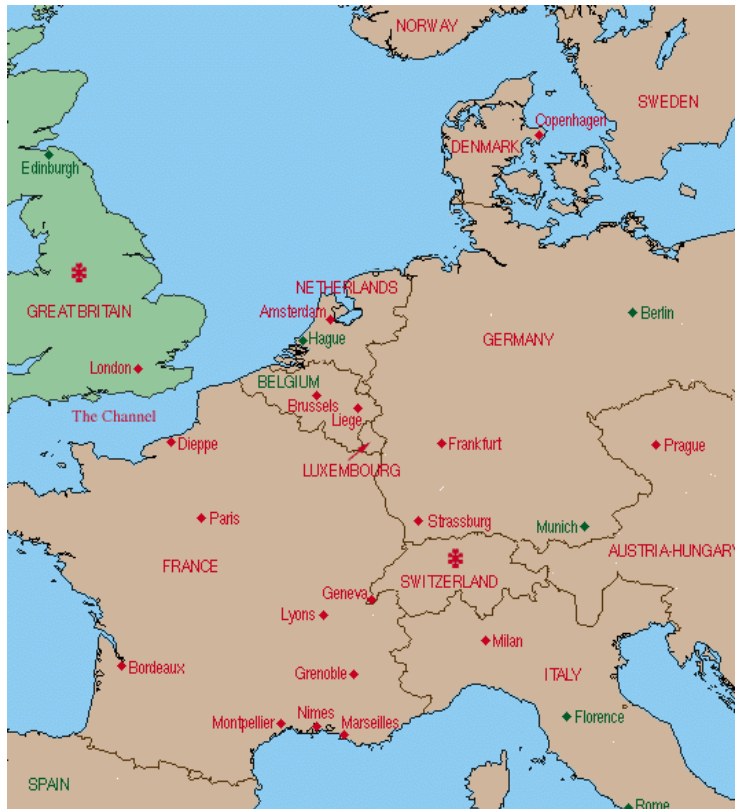 NORWAY
SWEDEN
Copenhagen
DENMARK
Edinburgh
NETHERLANDS
GREAT BRITAIN
Amsterdam
Berlin
Hague
GERMANY
London
BELGIUM
Brussels
The Channel
Liege
Dieppe
Frankfurt
Prague
LUXEMBOURG
Paris
Strassburg
Munich
AUSTRIA-HUNGARY
FRANCE
SWITZERLAND
Geneva
Lyons
Milan
Bordeaux
Grenoble
ITALY
Nimes
Florence
Montpellier
Marseilles
SPAIN
Rome